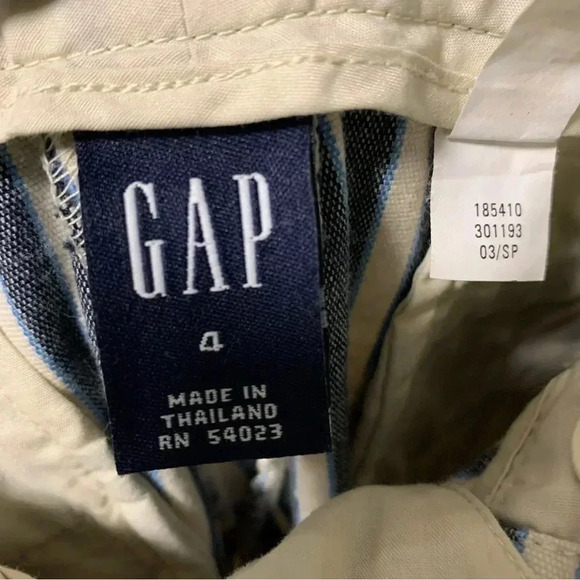 GAP
4
MADE IN
THAILAND
RN 54023
185410
301193
03/SP